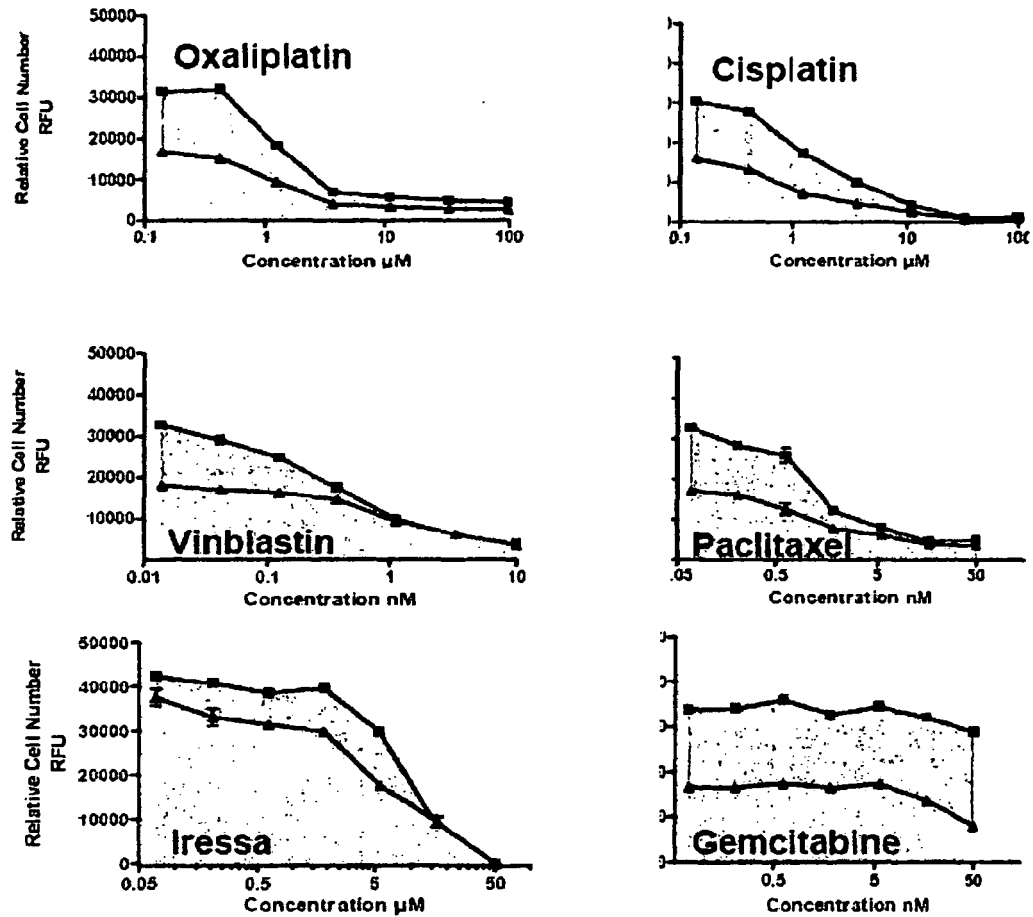 Oxaliplatin
Relative Cell Number
RFU
50000
40000
30000
20000
10000
0
0.1
1
10
100
Concentration µM
Cisplatin
0.1
1
10
Concentration µM
Vinblastin
Relative Cell Number
RFU
50000
40000
30000
20000
10000
0.01
0.1
1
10
Concentration nM
Paclitaxel
.05
0.5
5
50
Concentration nM
Iressa
Relative Cell Number
RFU
50000
40000
30000
20000
10000
0
0.05
0.5
5
50
Concentration µM
Gemcitabine
0.5
5
50
Concentration nM